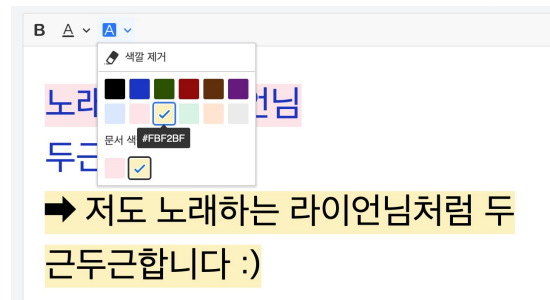 B A A
색깔 제거
노래 언님
#FBF2BF
문서 색
두근
➡ 저도 노래하는 라이언님처럼 두
근두근합니다 :)